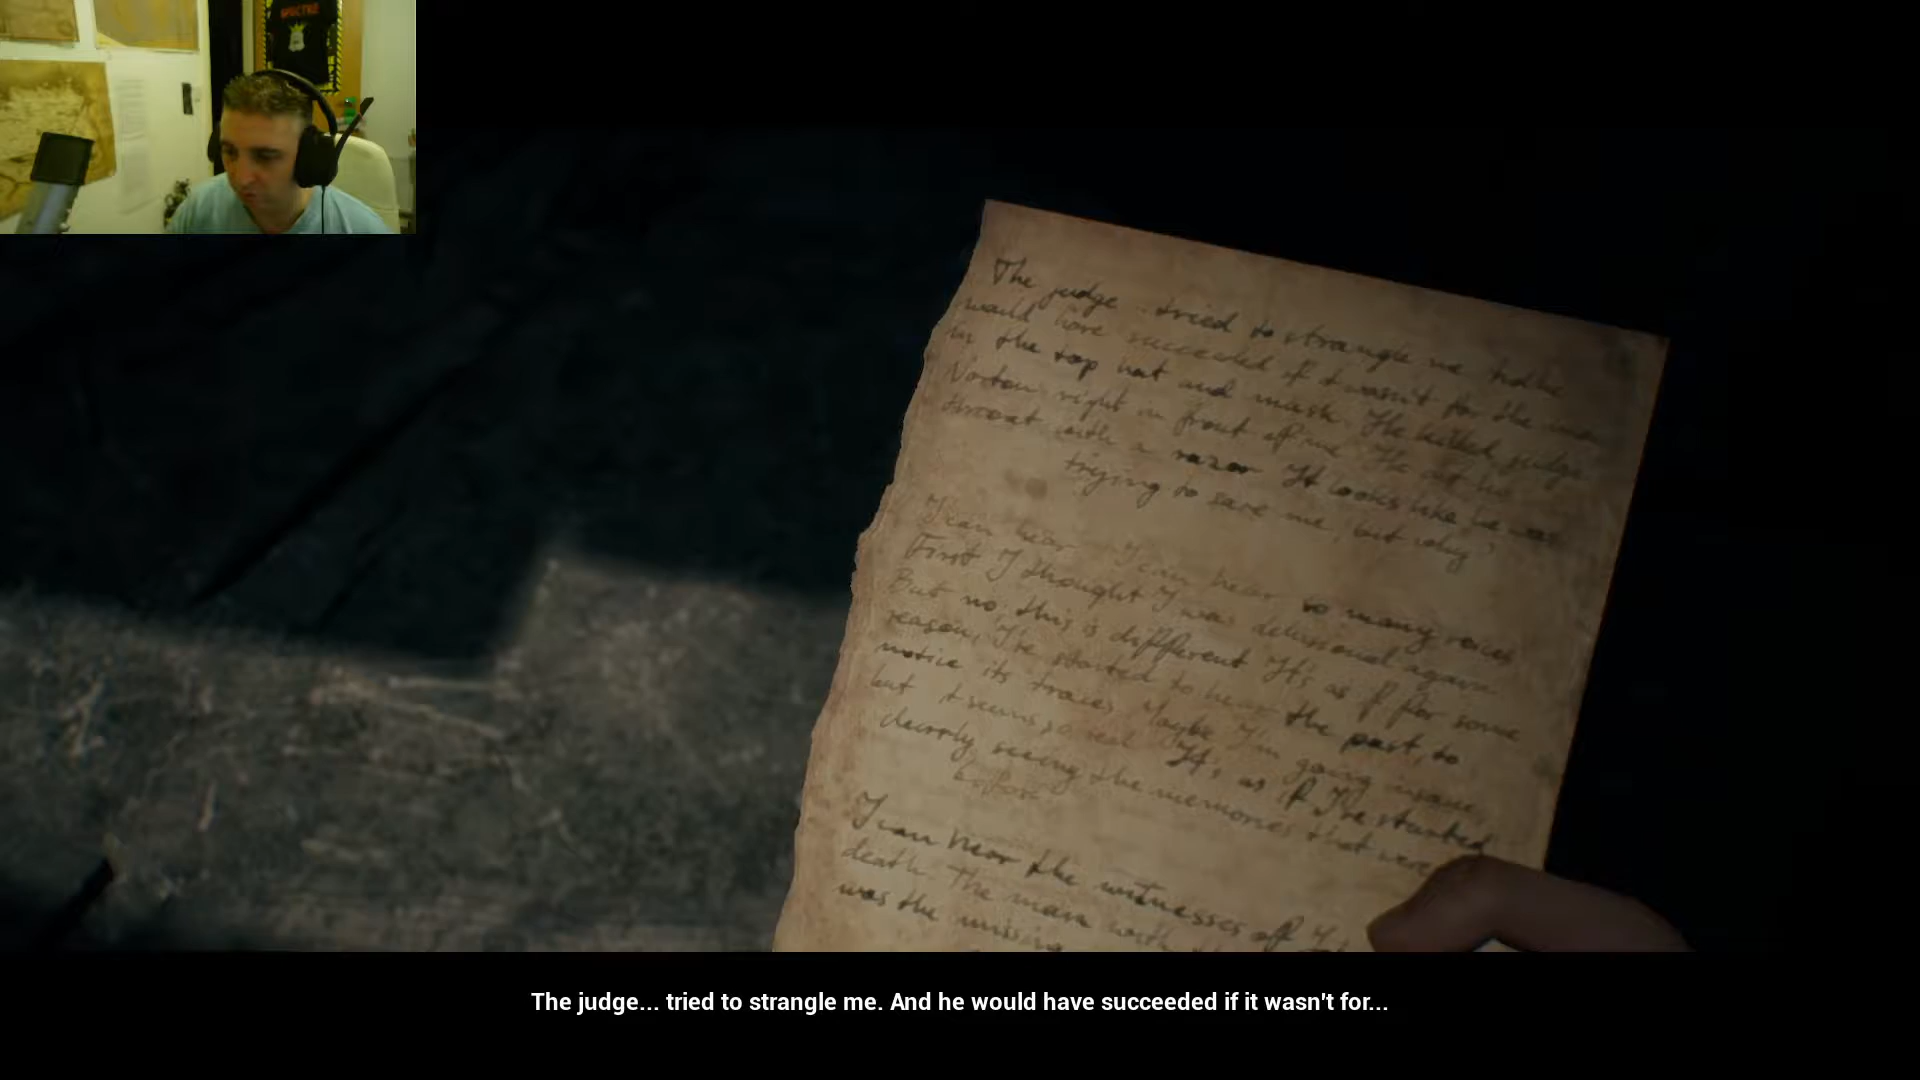 SPECTRE
The judge tried to strangle me
would have succeeded if it wasn't for the man
in the top hat and mask. He killed judge
Norton right in front of me. He cut his
throat with a razor It looks like he was
trying to save me, but why?
I can hear I can hear so many voices
First I thought I was delusional again.
But no, this is different It's as if for some
reason, I've started to hear the past, to
notice its traces Maybe I'm going insane,
but it seems so real It's as if I've started
clearly seeing the memories that were
before
I can hear the witnesses of
death. The man with
was the missing
The judge... tried to strangle me. And he would have succeeded if it wasn't for...